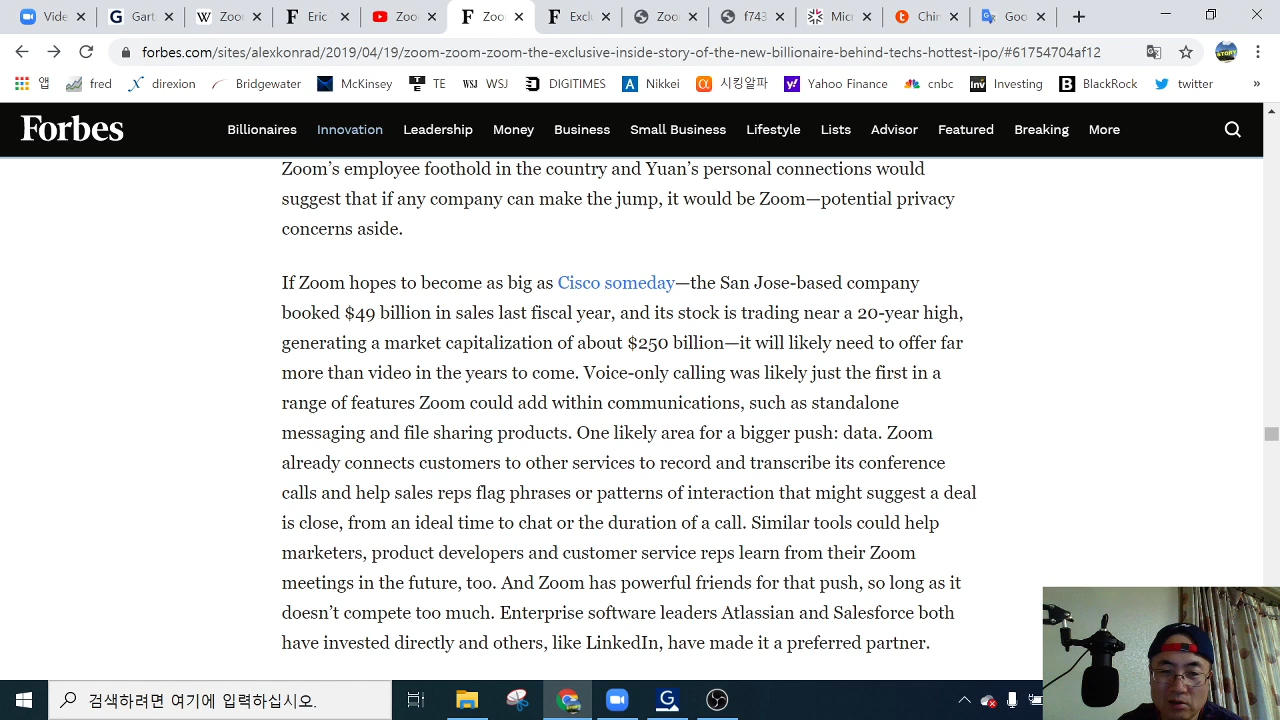 Vide
Gart
Zoon
Eric
Zoo
Zoo
Exclu
Zoo
f743
Micr
Chin
Goo
forbes.com/sites/alexkonrad/2019/04/19/zoom-zoom-zoom-the-exclusive-inside-story-of-the-new-billionaire-behind-techs-hottest-ipo/#61754704af12
앱 fred direxion Bridgewater McKinsey TE WSJ DIGITIMES Nikkei 시킹알파 Yahoo Finance cnbc Investing BlackRock twitter »
Forbes Billionaires Innovation Leadership Money Business Small Business Lifestyle Lists Advisor Featured Breaking More
Zoom’s employee foothold in the country and Yuan’s personal connections would
suggest that if any company can make the jump, it would be Zoom—potential privacy
concerns aside.
If Zoom hopes to become as big as Cisco someday—the San Jose-based company
booked $49 billion in sales last fiscal year, and its stock is trading near a 20-year high,
generating a market capitalization of about $250 billion—it will likely need to offer far
more than video in the years to come. Voice-only calling was likely just the first in a
range of features Zoom could add within communications, such as standalone
messaging and file sharing products. One likely area for a bigger push: data. Zoom
already connects customers to other services to record and transcribe its conference
calls and help sales reps flag phrases or patterns of interaction that might suggest a deal
is close, from an ideal time to chat or the duration of a call. Similar tools could help
marketers, product developers and customer service reps learn from their Zoom
meetings in the future, too. And Zoom has powerful friends for that push, so long as it
doesn’t compete too much. Enterprise software leaders Atlassian and Salesforce both
have invested directly and others, like LinkedIn, have made it a preferred partner.
검색하려면 여기에 입력하십시오.